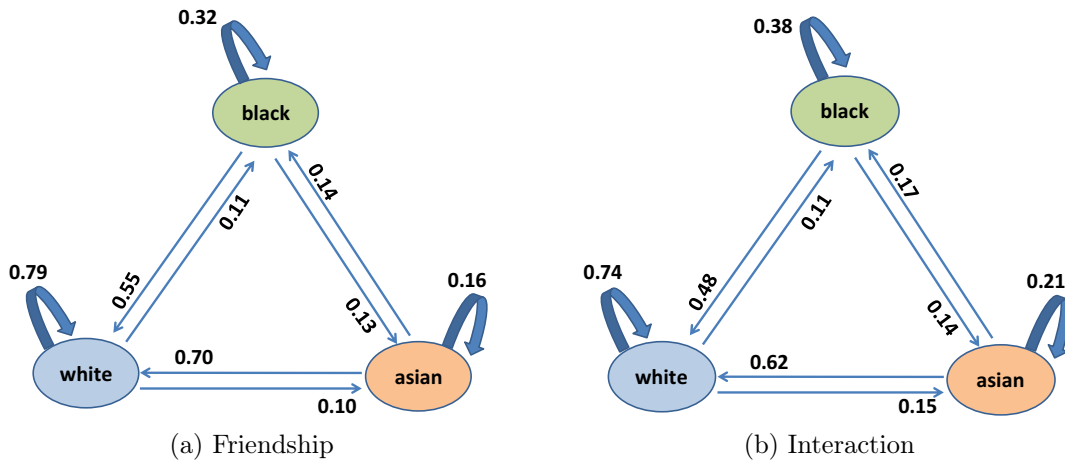 0.32
black
0.14
0.11
0.55
0.13
0.79
0.16
white
0.70
asian
0.10
(a) Friendship
0.38
black
0.17
0.11
0.48
0.14
0.74
0.21
white
0.62
asian
0.15
(b) Interaction